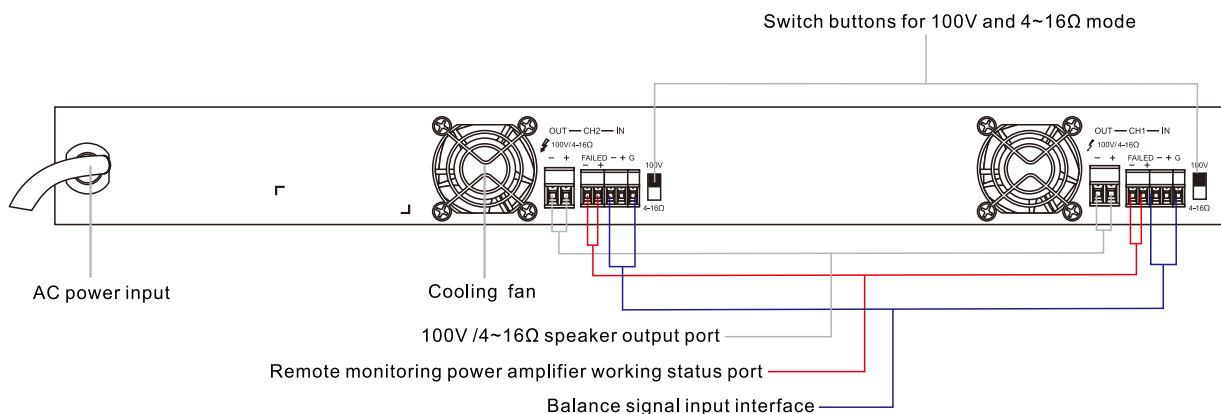 Switch buttons for 100V and 4~16Ω mode
OUT — CH2 — IN
100V/4-16Ω
− + FAILED − + G
− +
100V
4-16Ω
OUT — CH1 — IN
100V/4-16Ω
− + FAILED − + G
− +
100V
4-16Ω
AC power input
Cooling fan
100V /4~16Ω speaker output port
Remote monitoring power amplifier working status port
Balance signal input interface